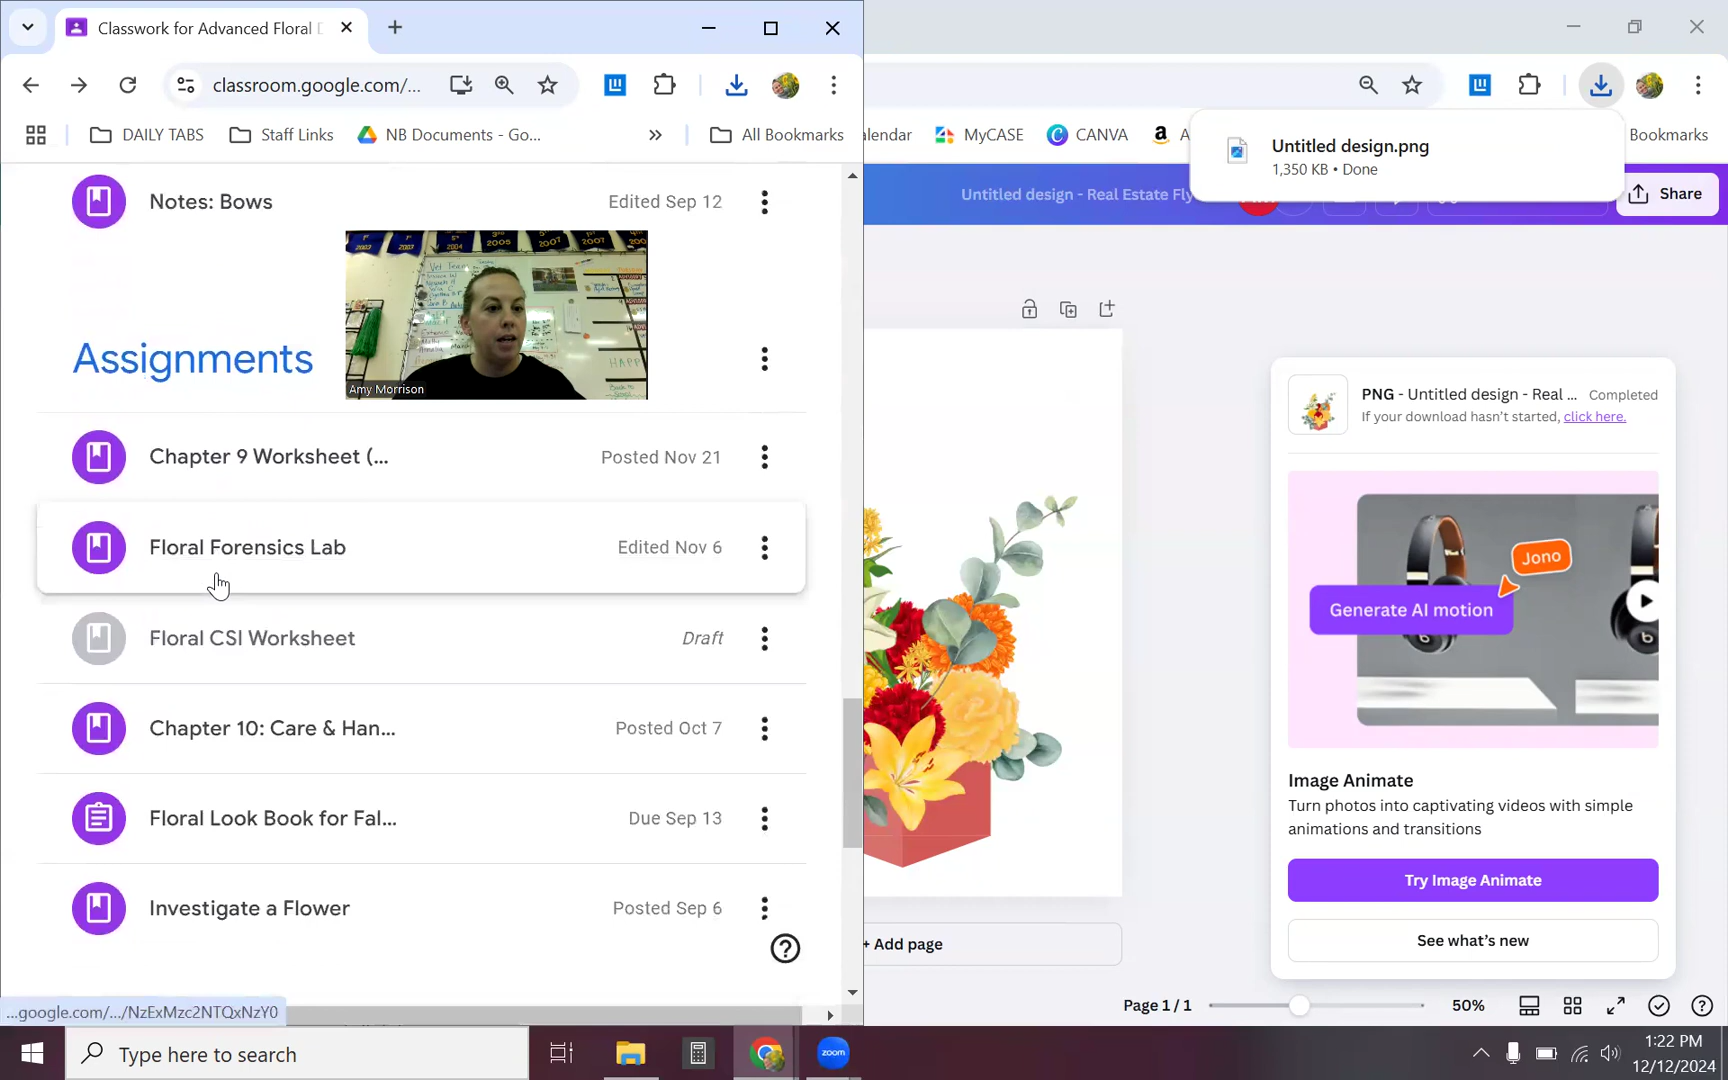 Classwork for Advanced Floral D
classroom.google.com/...
DAILY TABS
Staff Links
NB Documents - Go...
»
All Bookmarks
alendar
MyCASE
CANVA
A
Bookmarks
Untitled design.png
1,350 KB • Done
Untitled design - Real Estate Fly
Share
Notes: Bows
Edited Sep 12
Amy Morrison
Assignments
Chapter 9 Worksheet (...
Posted Nov 21
Floral Forensics Lab
Edited Nov 6
Floral CSI Worksheet
Draft
Chapter 10: Care & Han...
Posted Oct 7
Floral Look Book for Fal...
Due Sep 13
Investigate a Flower
Posted Sep 6
...google.com/.../NzExMzc2NTQxNzY0
PNG - Untitled design - Real ...
Completed
If your download hasn't started, click here.
Jono
Generate AI motion
Image Animate
Turn photos into captivating videos with simple
animations and transitions
Try Image Animate
See what's new
+ Add page
Page 1 / 1
50%
Type here to search
zoom
1:22 PM
12/12/2024